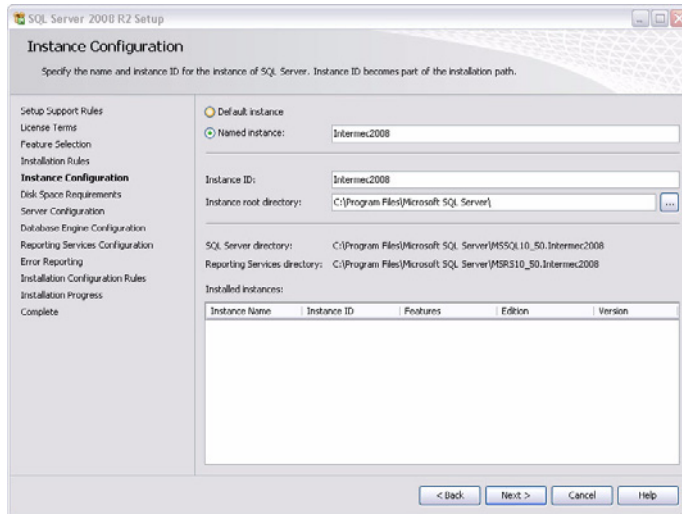 SQL Server 2008 R2 Setup
Instance Configuration
Specify the name and instance ID for the instance of SQL Server. Instance ID becomes part of the installation path.
Setup Support Rules
License Terms
Feature Selection
Installation Rules
Instance Configuration
Disk Space Requirements
Server Configuration
Database Engine Configuration
Reporting Services Configuration
Error Reporting
Installation Configuration Rules
Installation Progress
Complete
Default instance
Named instance: Intermec2008
Instance ID: Intermec2008
Instance root directory: C:\Program Files\Microsoft SQL Server\ ...
SQL Server directory: C:\Program Files\Microsoft SQL Server\MSSQL10_50.Intermec2008
Reporting Services directory: C:\Program Files\Microsoft SQL Server\MSRS10_50.Intermec2008
Installed instances:
Instance Name Instance ID Features Edition Version
< Back Next > Cancel Help